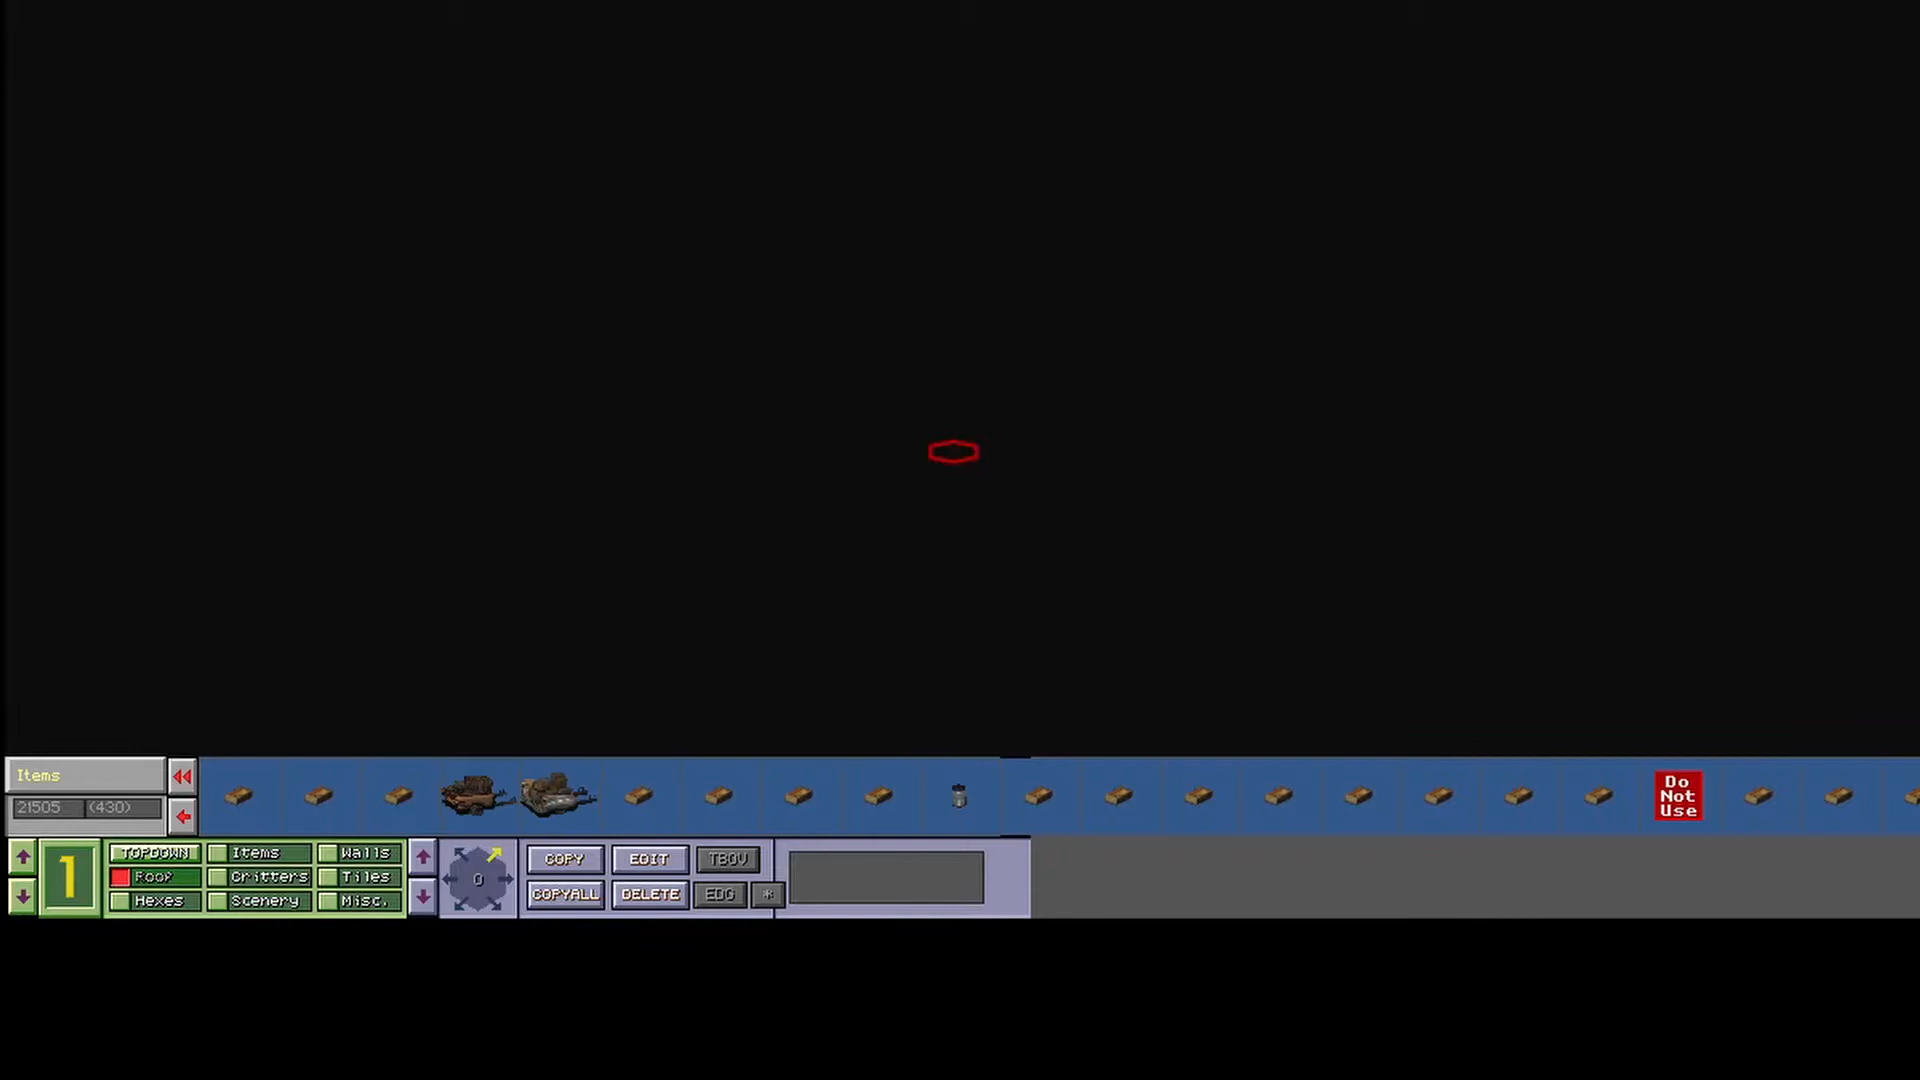 Items
21505 (430)
Do
Not
Use
1
TOPDOWN Items Walls
Roof Critters Tiles
Hexes Scenery Misc.
0
COPY EDIT TBOV
COPYALL DELETE EDG *